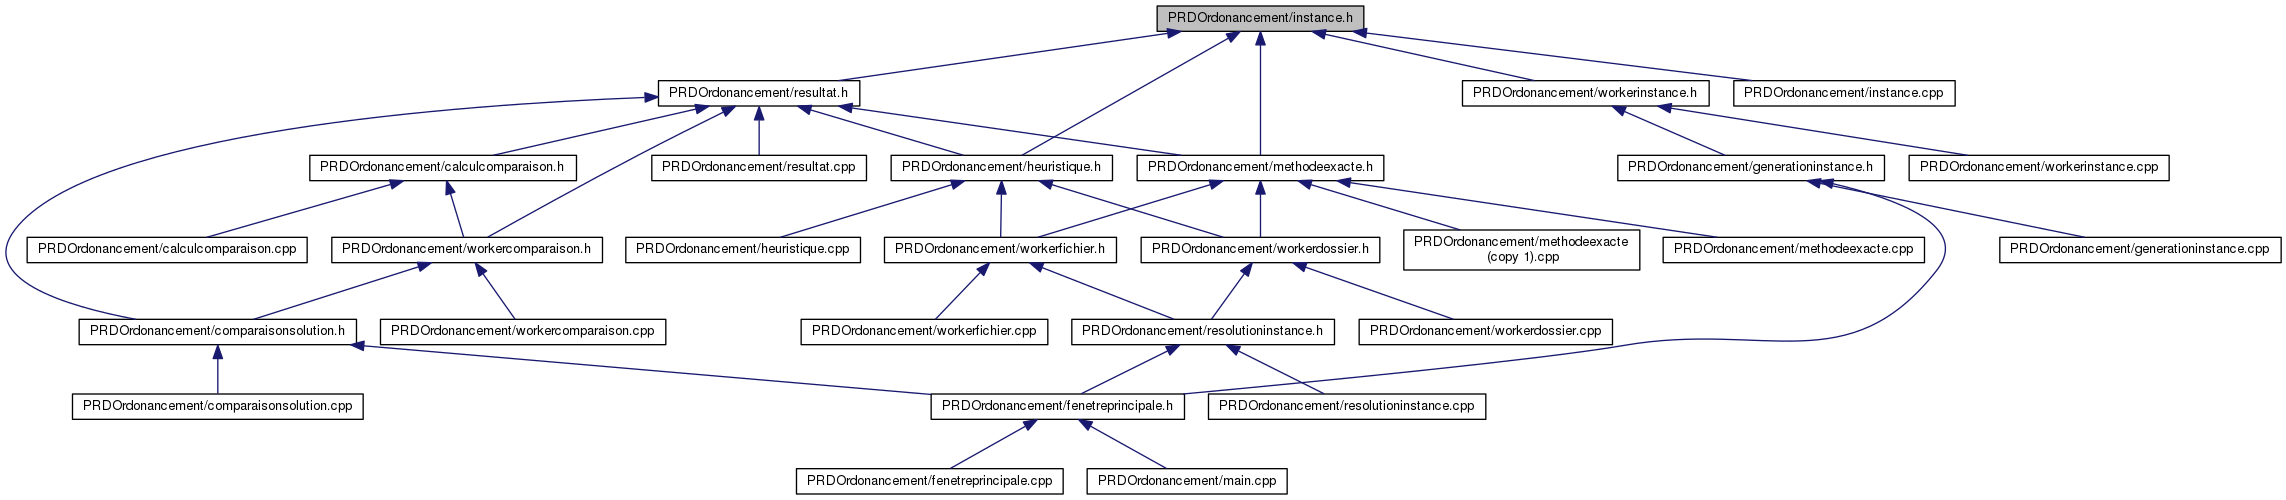 PRDOrdonancement/instance.h
PRDOrdonancement/resultat.h
PRDOrdonancement/workerinstance.h
PRDOrdonancement/instance.cpp
PRDOrdonancement/calculcomparaison.h
PRDOrdonancement/resultat.cpp
PRDOrdonancement/heuristique.h
PRDOrdonancement/methodeexacte.h
PRDOrdonancement/generationinstance.h
PRDOrdonancement/workerinstance.cpp
PRDOrdonancement/calculcomparaison.cpp
PRDOrdonancement/workercomparaison.h
PRDOrdonancement/heuristique.cpp
PRDOrdonancement/workerfichier.h
PRDOrdonancement/workerdossier.h
PRDOrdonancement/methodeexacte
(copy 1).cpp
PRDOrdonancement/methodeexacte.cpp
PRDOrdonancement/generationinstance.cpp
PRDOrdonancement/comparaisonsolution.h
PRDOrdonancement/workercomparaison.cpp
PRDOrdonancement/workerfichier.cpp
PRDOrdonancement/resolutioninstance.h
PRDOrdonancement/workerdossier.cpp
PRDOrdonancement/comparaisonsolution.cpp
PRDOrdonancement/fenetreprincipale.h
PRDOrdonancement/resolutioninstance.cpp
PRDOrdonancement/fenetreprincipale.cpp
PRDOrdonancement/main.cpp